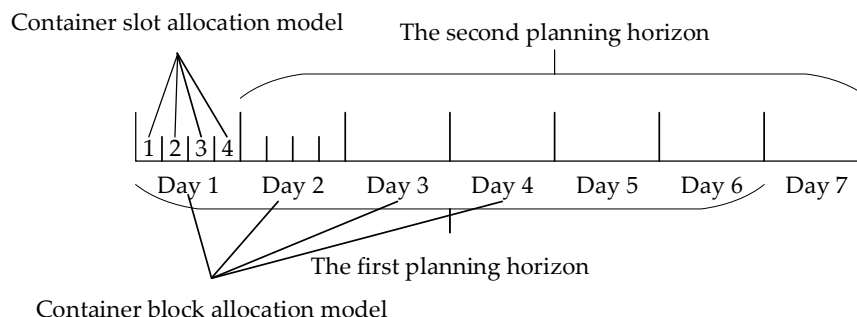 Container slot allocation model
The second planning horizon
1 2 3 4
Day 1 Day 2 Day 3 Day 4 Day 5 Day 6 Day 7
The first planning horizon
Container block allocation model